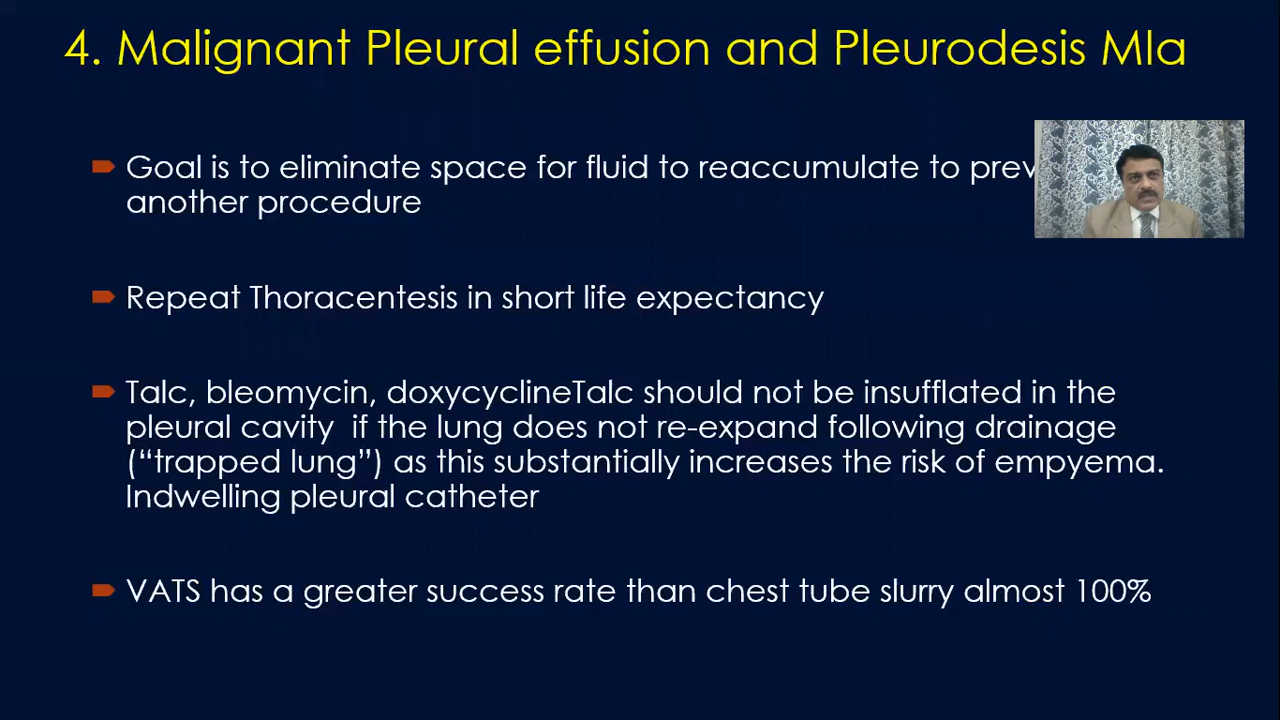 4. Malignant Pleural effusion and Pleurodesis MIa
Goal is to eliminate space for fluid to reaccumulate to prev
another procedure
Repeat Thoracentesis in short life expectancy
Talc, bleomycin, doxycyclineTalc should not be insufflated in the
pleural cavity if the lung does not re-expand following drainage
(“trapped lung”) as this substantially increases the risk of empyema.
Indwelling pleural catheter
VATS has a greater success rate than chest tube slurry almost 100%